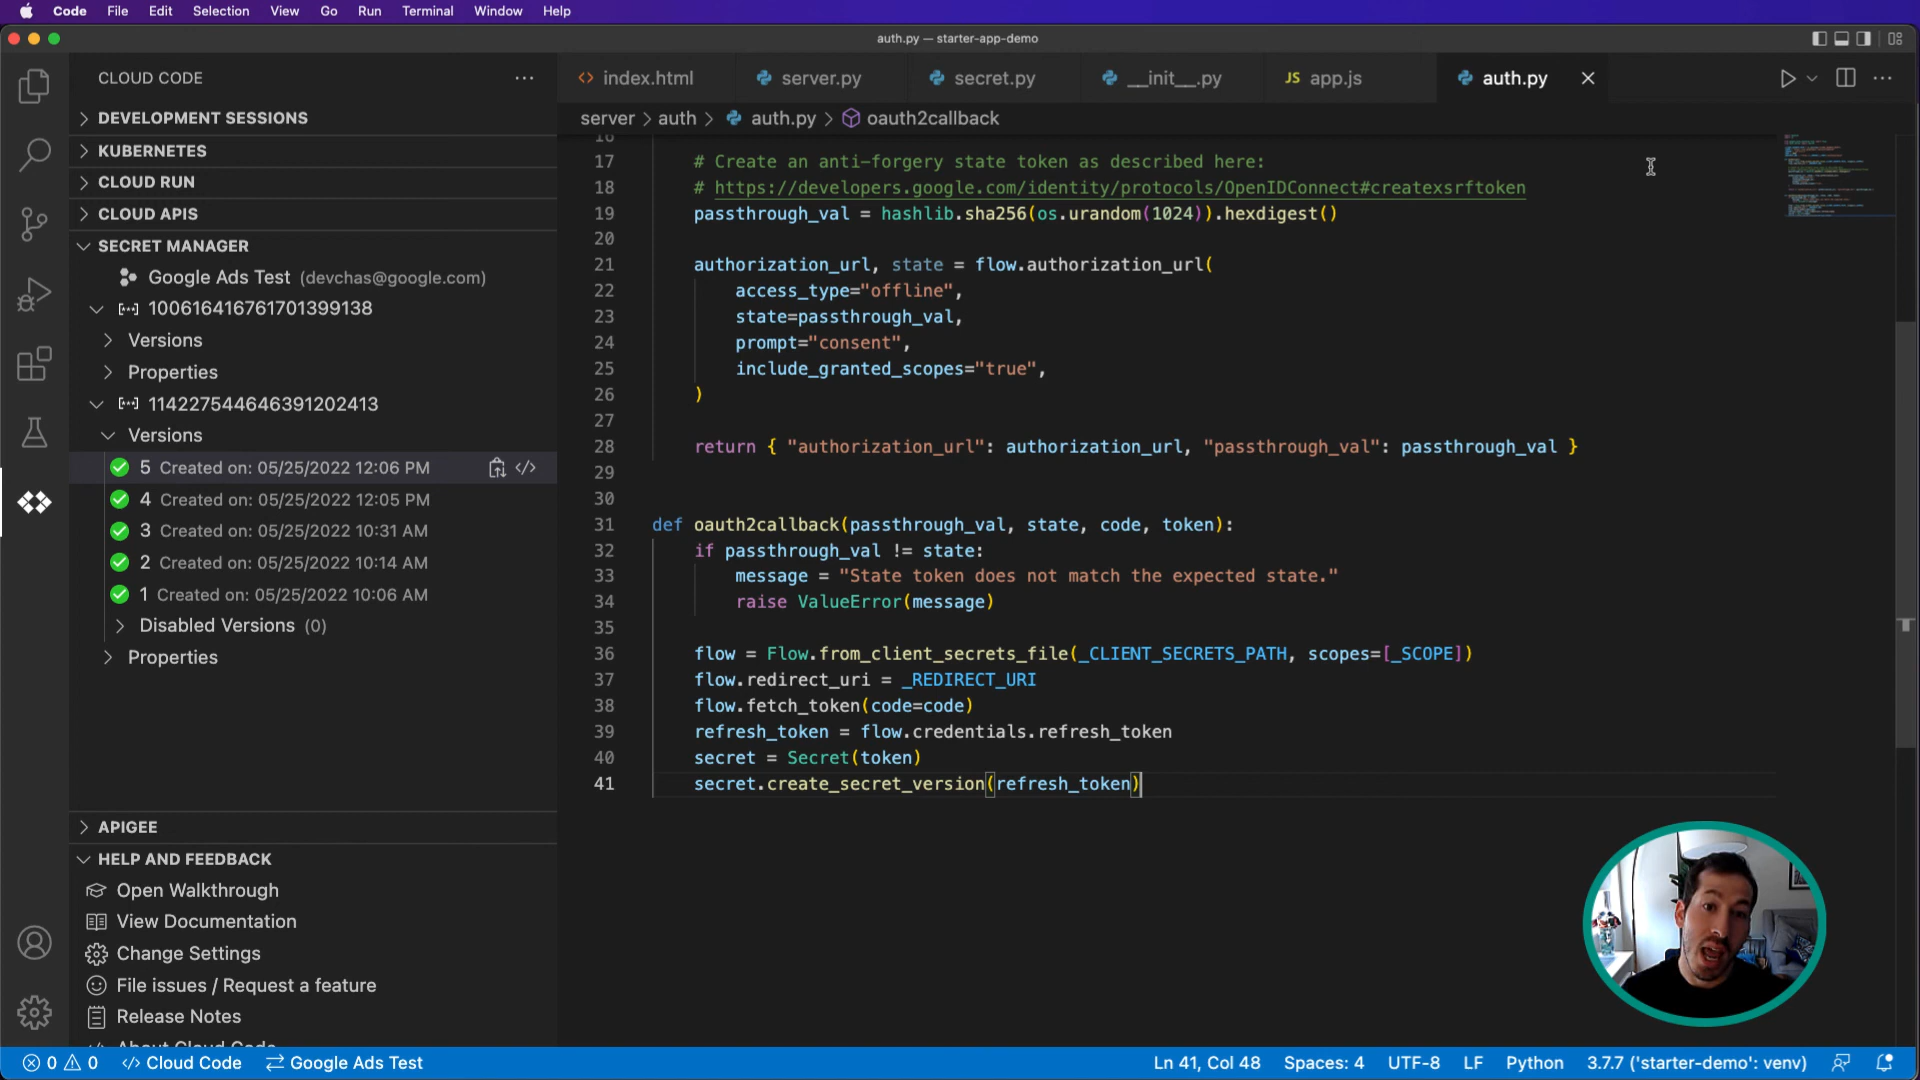 Code File Edit Selection View Go Run Terminal Window Help
auth.py — starter-app-demo
CLOUD CODE
DEVELOPMENT SESSIONS
KUBERNETES
CLOUD RUN
CLOUD APIS
SECRET MANAGER
Google Ads Test (devchas@google.com)
100616416761701399138
Versions
Properties
114227544646391202413
Versions
5 Created on: 05/25/2022 12:06 PM
4 Created on: 05/25/2022 12:05 PM
3 Created on: 05/25/2022 10:31 AM
2 Created on: 05/25/2022 10:14 AM
1 Created on: 05/25/2022 10:06 AM
Disabled Versions (0)
Properties
APIGEE
HELP AND FEEDBACK
Open Walkthrough
View Documentation
Change Settings
File issues / Request a feature
Release Notes
About Cloud Code
index.html server.py secret.py __init__.py JS app.js auth.py
server > auth > auth.py > oauth2callback
16
17 # Create an anti-forgery state token as described here:
18 # https://developers.google.com/identity/protocols/OpenIDConnect#createxsrftoken
19 passthrough_val = hashlib.sha256(os.urandom(1024)).hexdigest()
20
21 authorization_url, state = flow.authorization_url(
22 access_type="offline",
23 state=passthrough_val,
24 prompt="consent",
25 include_granted_scopes="true",
26 )
27
28 return { "authorization_url": authorization_url, "passthrough_val": passthrough_val }
29
30
31 def oauth2callback(passthrough_val, state, code, token):
32 if passthrough_val != state:
33 message = "State token does not match the expected state."
34 raise ValueError(message)
35
36 flow = Flow.from_client_secrets_file(_CLIENT_SECRETS_PATH, scopes=[_SCOPE])
37 flow.redirect_uri = _REDIRECT_URI
38 flow.fetch_token(code=code)
39 refresh_token = flow.credentials.refresh_token
40 secret = Secret(token)
41 secret.create_secret_version(refresh_token)
0 0 Cloud Code Google Ads Test Ln 41, Col 48 Spaces: 4 UTF-8 LF Python 3.7.7 ('starter-demo': venv)